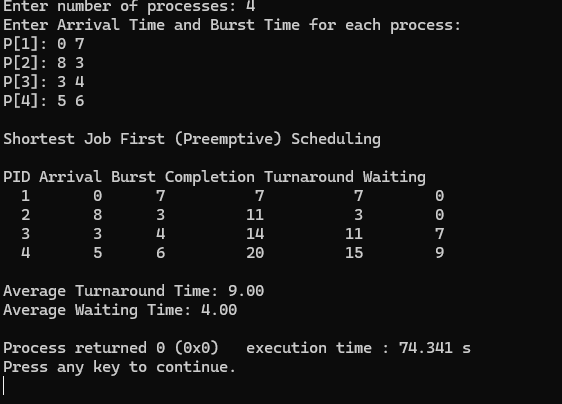 Enter number of processes: 4
Enter Arrival Time and Burst Time for each process:
P[1]: 0 7
P[2]: 8 3
P[3]: 3 4
P[4]: 5 6
Shortest Job First (Preemptive) Scheduling
PID Arrival Burst Completion Turnaround Waiting
1 0 7 7 7 0
2 8 3 11 3 0
3 3 4 14 11 7
4 5 6 20 15 9
Average Turnaround Time: 9.00
Average Waiting Time: 4.00
Process returned 0 (0x0) execution time : 74.341 s
Press any key to continue.